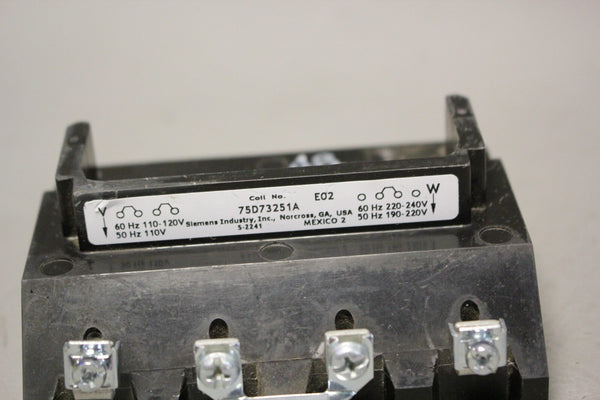 Coil No. E02
75D73251A
V W
60 Hz 110-120V 60 Hz 220-240V
50 Hz 110V 50 Hz 190-220V
Siemens Industry, Inc., Norcross, GA, USA
5-2241 MEXICO 2